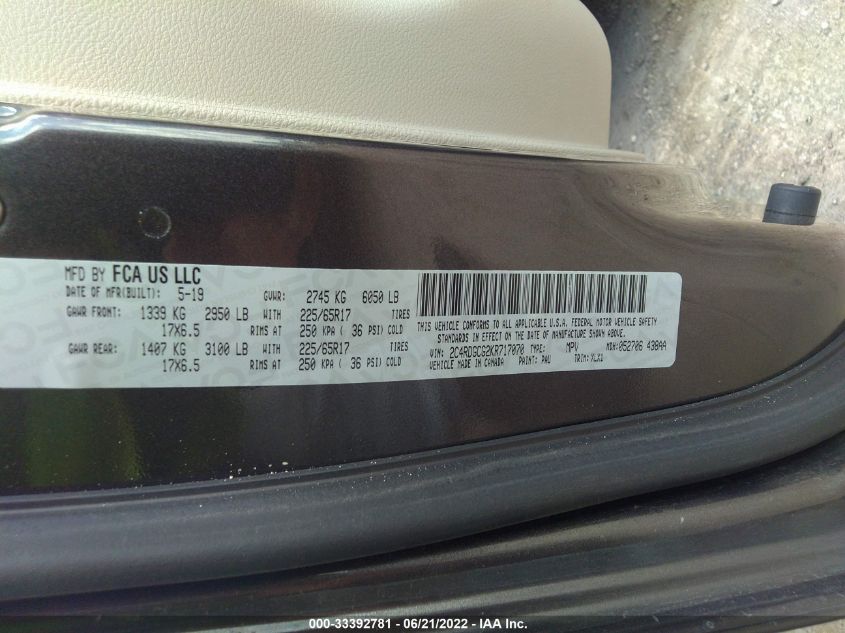 MFD BY FCA US LLC
DATE OF MFR(BUILT): 5-19 GVWR: 2745 KG 6050 LB
GAWR FRONT: 1339 KG 2950 LB WITH 225/65R17 TIRES
17X6.5 RIMS AT 250 KPA ( 36 PSI) COLD
GAWR REAR: 1407 KG 3100 LB WITH 225/65R17 TIRES
17X6.5 RIMS AT 250 KPA ( 36 PSI) COLD
THIS VEHICLE CONFORMS TO ALL APPLICABLE U.S.A. FEDERAL MOTOR VEHICLE SAFETY
STANDARDS IN EFFECT ON THE DATE OF MANUFACTURE SHOWN ABOVE.
VIN: 2C4RDGCG2KR717070 TYPE: MPV MDH: 052706 438AA
VEHICLE MADE IN CANADA PAINT: PAU TRIM:
000-33392781 - 06/21/2022 - IAA Inc.